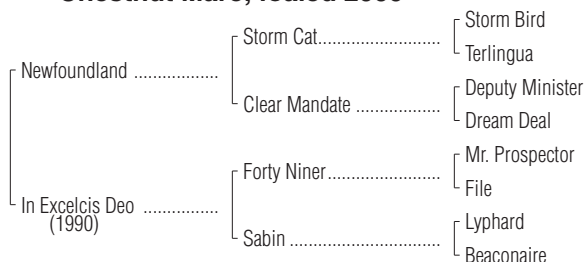 Storm Bird
Storm Cat
Terlingua
Newfoundland
Deputy Minister
Clear Mandate
Dream Deal
Mr. Prospector
Forty Niner
File
In Excelcis Deo
(1990)
Lyphard
Sabin
Beaconaire